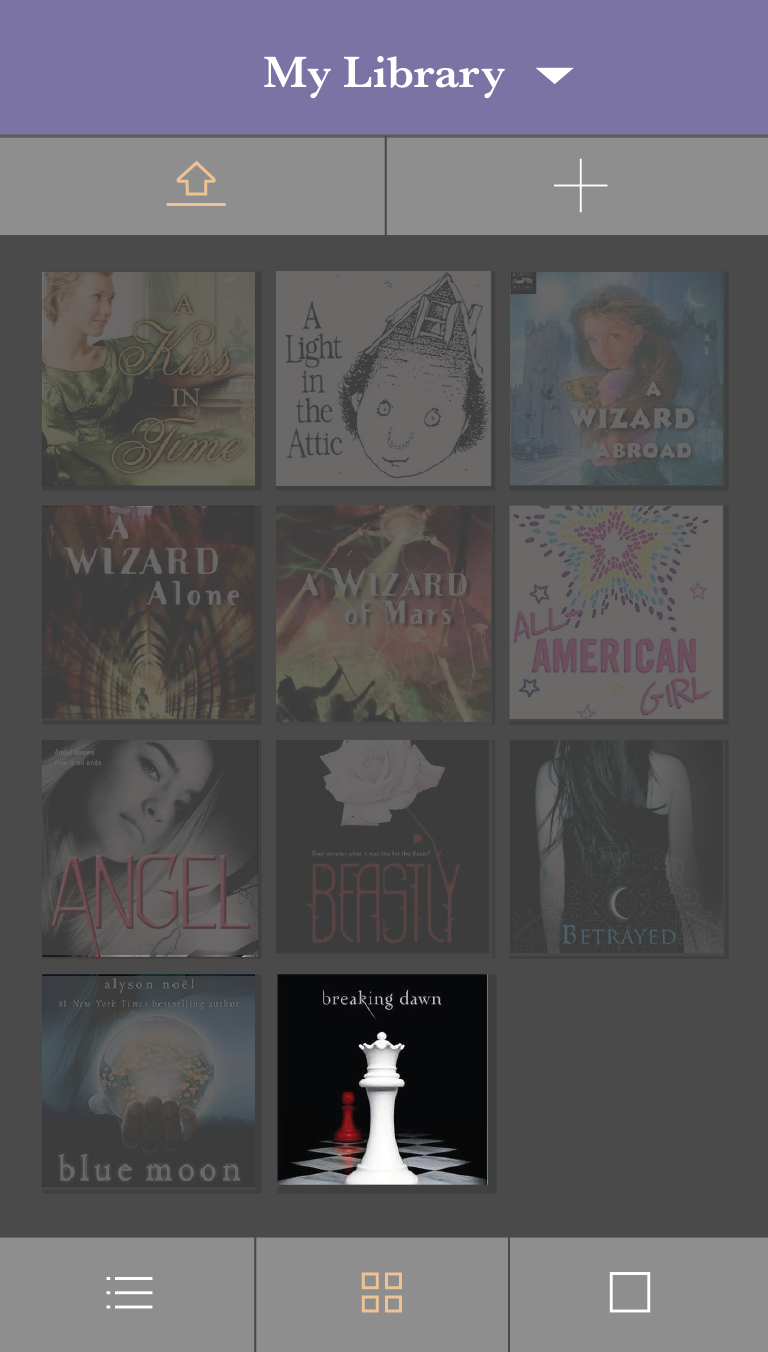 My Library
A
Kiss
IN
Time
A
Light
in
the
Attic
A
WIZARD
ABROAD
A
WIZARD
Alone
A WIZARD
of Mars
ALL-
AMERICAN
GIRL
ANGEL
Ever wonder what it was like for the Beast?
BEASTLY
BETRAYED
alyson noël
#1 New York Times bestselling author
blue moon
breaking dawn